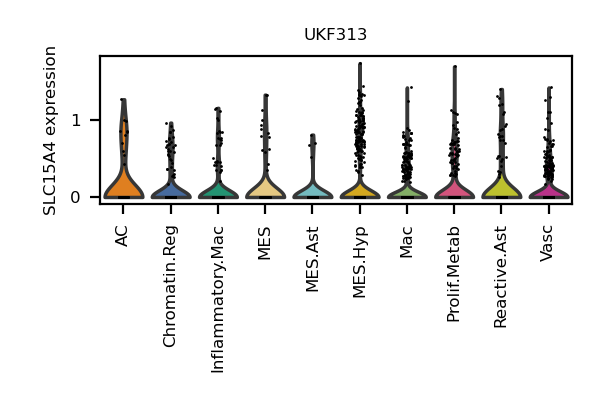 UKF313
SLC15A4 expression
1
0
AC
Chromatin.Reg
Inflammatory.Mac
MES
MES.Ast
MES.Hyp
Mac
Prolif.Metab
Reactive.Ast
Vasc